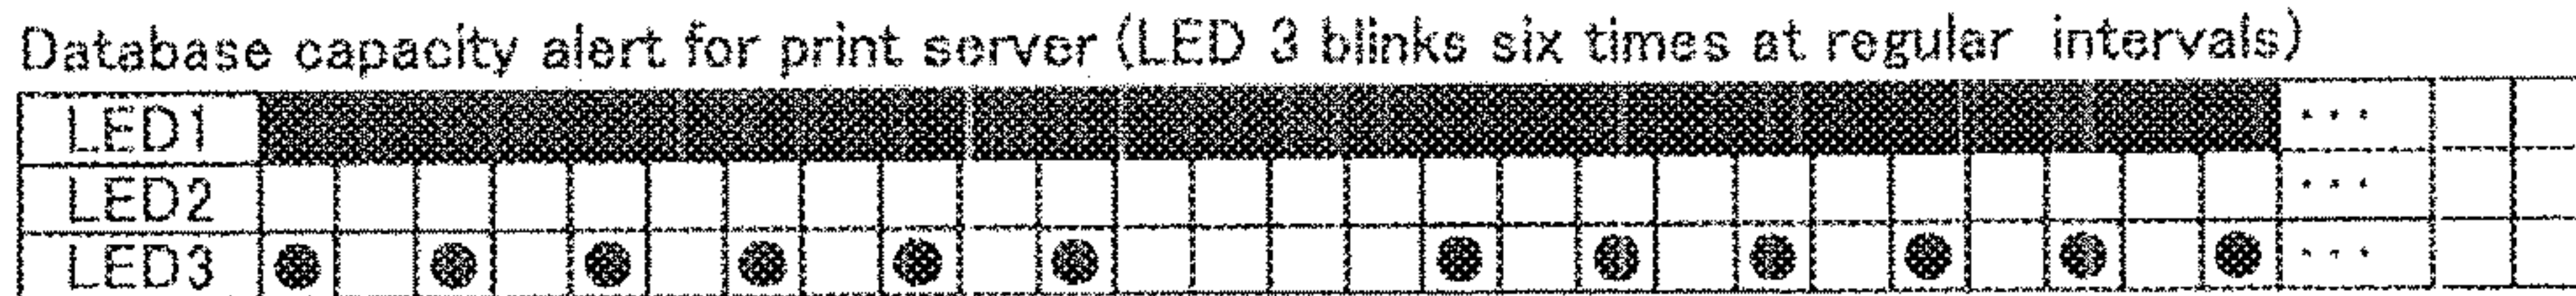 Database capacity alert for print server (LED 3 blinks six times at regular intervals)
LED1 ...
LED2 ...
LED3 ...